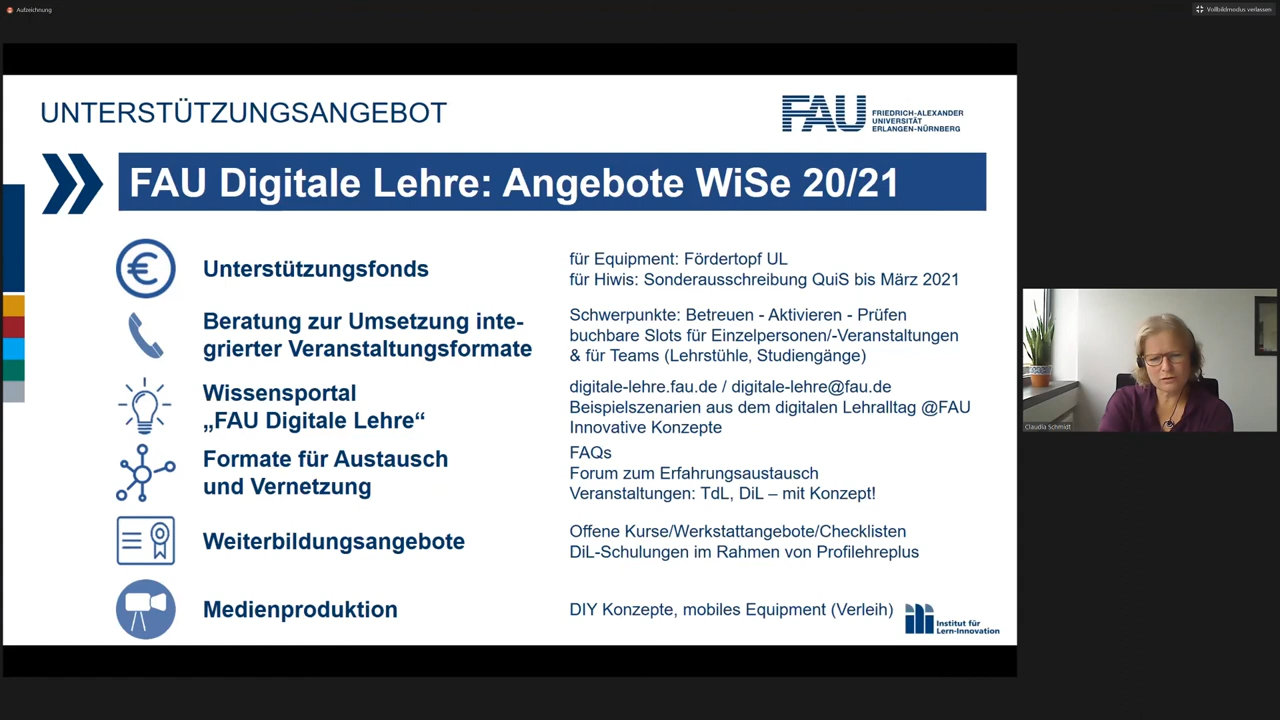 Aufzeichnung
Vollbildmodus verlassen
UNTERSTÜTZUNGSANGEBOT
FAU
FRIEDRICH-ALEXANDER
UNIVERSITÄT
ERLANGEN-NÜRNBERG
FAU Digitale Lehre: Angebote WiSe 20/21
Unterstützungsfonds
für Equipment: Fördertopf UL
für Hiwis: Sonderausschreibung QuiS bis März 2021
Beratung zur Umsetzung inte-
grierter Veranstaltungsformate
Schwerpunkte: Betreuen - Aktivieren - Prüfen
buchbare Slots für Einzelpersonen/-Veranstaltungen
& für Teams (Lehrstühle, Studiengänge)
Wissensportal
„FAU Digitale Lehre“
digitale-lehre.fau.de / digitale-lehre@fau.de
Beispielszenarien aus dem digitalen Lehralltag @FAU
Innovative Konzepte
Formate für Austausch
und Vernetzung
FAQs
Forum zum Erfahrungsaustausch
Veranstaltungen: TdL, DiL – mit Konzept!
Weiterbildungsangebote
Offene Kurse/Werkstattangebote/Checklisten
DiL-Schulungen im Rahmen von Profilehreplus
Medienproduktion
DIY Konzepte, mobiles Equipment (Verleih)
Institut für
Lern-Innovation
Claudia Schmidt